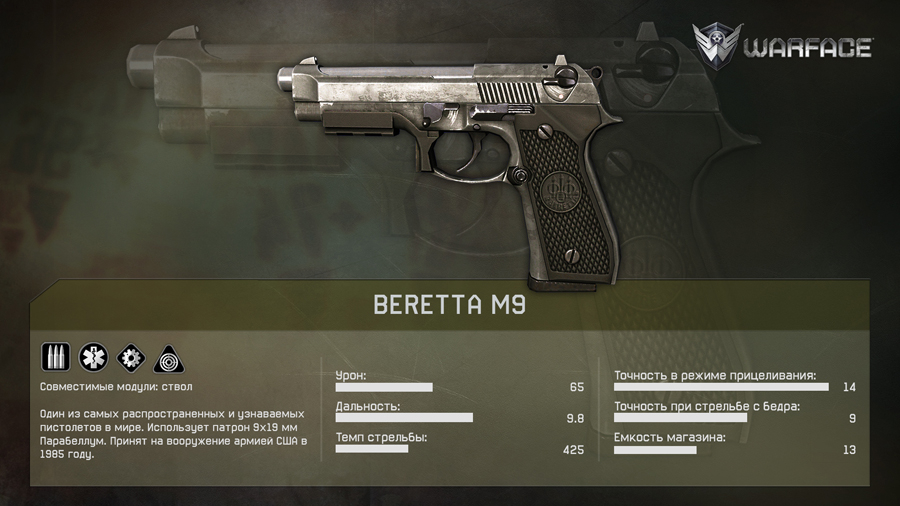 WARFACE
BERETTA M9
Совместимые модули: ствол
Один из самых распространенных и узнаваемых
пистолетов в мире. Использует патрон 9x19 мм
Парабеллум. Принят на вооружение армией США в
1985 году.
Урон:
65
Дальность:
9.8
Темп стрельбы:
425
Точность в режиме прицеливания:
14
Точность при стрельбе с бедра:
9
Емкость магазина:
13